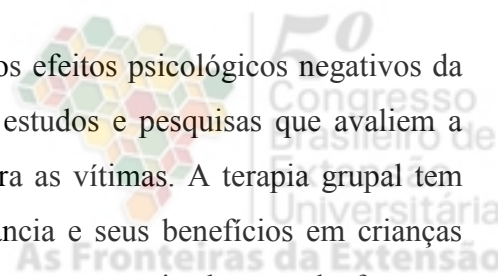 os efeitos psicológicos negativos da
estudos e pesquisas que avaliem a
ra as vítimas. A terapia grupal tem
ância e seus benefícios em crianças
5º
Congresso
Brasileiro de
Extensão
Universitária
As Fronteiras da Extensão